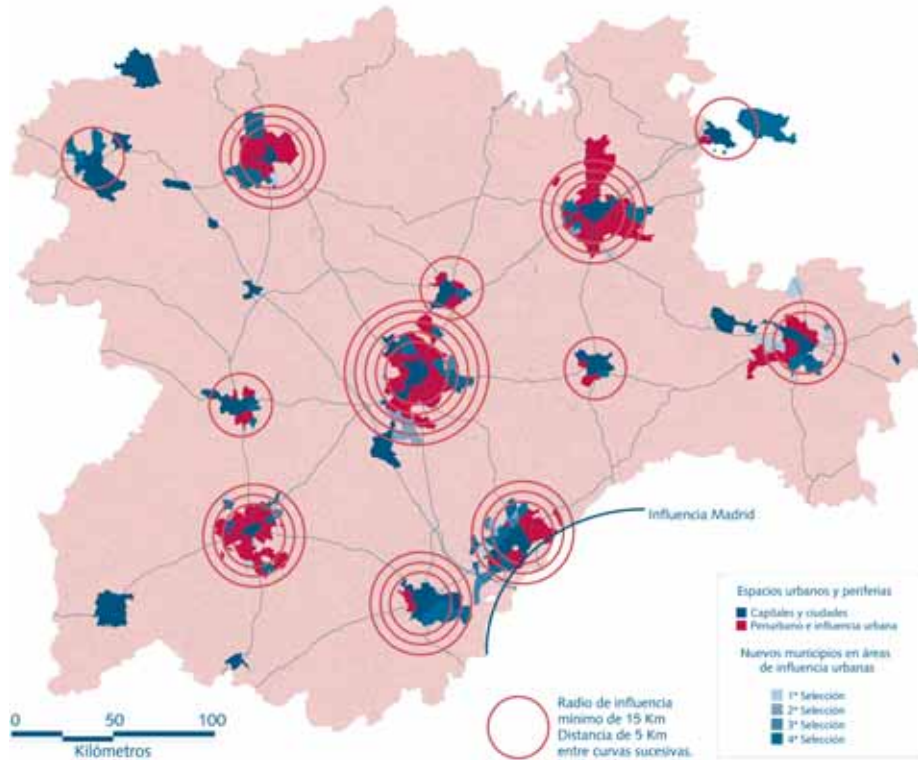 Influencia Madrid
Espacios urbanos y periferias
Capitales y ciudades
Periurbano e influencia urbana
Nuevos municipios en áreas
de influencia urbanas
1ª Selección
2ª Selección
3ª Selección
4ª Selección
Radio de influencia
mínimo de 15 Km
Distancia de 5 Km
entre curvas sucesivas.
0 50 100
Kilómetros